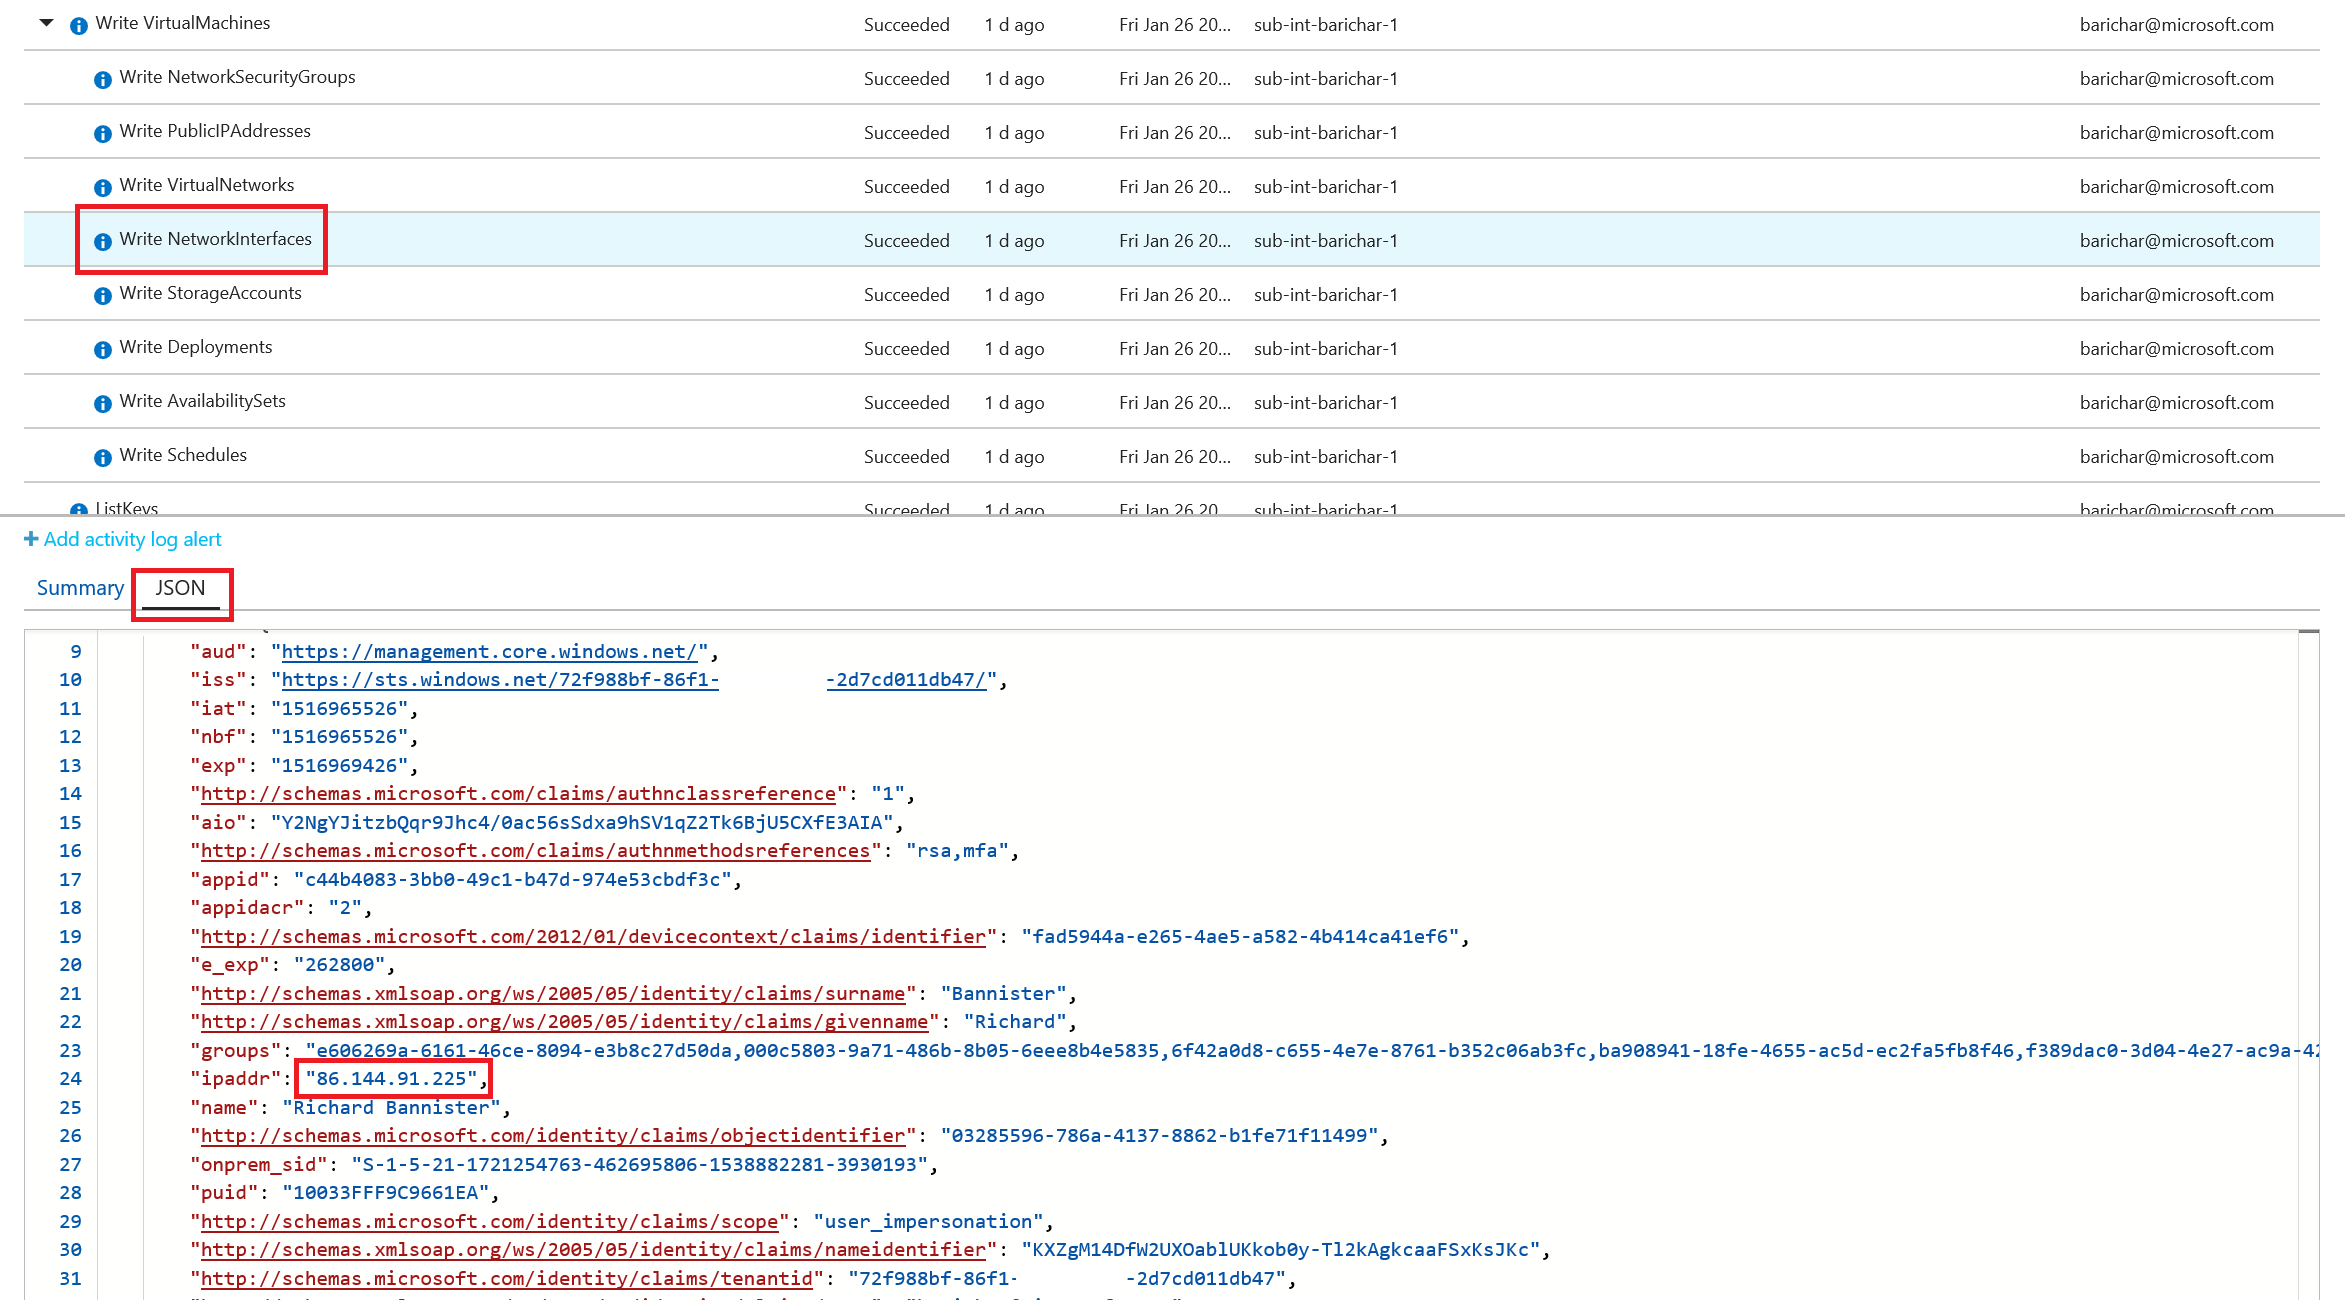 Write VirtualMachines Succeeded 1 d ago Fri Jan 26 20... sub-int-barichar-1 barichar@microsoft.com
Write NetworkSecurityGroups Succeeded 1 d ago Fri Jan 26 20... sub-int-barichar-1 barichar@microsoft.com
Write PublicIPAddresses Succeeded 1 d ago Fri Jan 26 20... sub-int-barichar-1 barichar@microsoft.com
Write VirtualNetworks Succeeded 1 d ago Fri Jan 26 20... sub-int-barichar-1 barichar@microsoft.com
Write NetworkInterfaces Succeeded 1 d ago Fri Jan 26 20... sub-int-barichar-1 barichar@microsoft.com
Write StorageAccounts Succeeded 1 d ago Fri Jan 26 20... sub-int-barichar-1 barichar@microsoft.com
Write Deployments Succeeded 1 d ago Fri Jan 26 20... sub-int-barichar-1 barichar@microsoft.com
Write AvailabilitySets Succeeded 1 d ago Fri Jan 26 20... sub-int-barichar-1 barichar@microsoft.com
Write Schedules Succeeded 1 d ago Fri Jan 26 20... sub-int-barichar-1 barichar@microsoft.com
ListKeys Succeeded 1 d ago Fri Jan 26 20... sub-int-barichar-1 barichar@microsoft.com
+ Add activity log alert
Summary JSON
9 "aud": "https://management.core.windows.net/",
10 "iss": "https://sts.windows.net/72f988bf-86f1- -2d7cd011db47/",
11 "iat": "1516965526",
12 "nbf": "1516965526",
13 "exp": "1516969426",
14 "http://schemas.microsoft.com/claims/authnclassreference": "1",
15 "aio": "Y2NgYJitzbQqr9Jhc4/0ac56sSdxa9hSV1qZ2Tk6BjU5CXfE3AIA",
16 "http://schemas.microsoft.com/claims/authnmethodsreferences": "rsa,mfa",
17 "appid": "c44b4083-3bb0-49c1-b47d-974e53cbdf3c",
18 "appidacr": "2",
19 "http://schemas.microsoft.com/2012/01/devicecontext/claims/identifier": "fad5944a-e265-4ae5-a582-4b414ca41ef6",
20 "e_exp": "262800",
21 "http://schemas.xmlsoap.org/ws/2005/05/identity/claims/surname": "Bannister",
22 "http://schemas.xmlsoap.org/ws/2005/05/identity/claims/givenname": "Richard",
23 "groups": "e606269a-6161-46ce-8094-e3b8c27d50da,000c5803-9a71-486b-8b05-6eee8b4e5835,6f42a0d8-c655-4e7e-8761-b352c06ab3fc,ba908941-18fe-4655-ac5d-ec2fa5fb8f46,f389dac0-3d04-4e27-ac9a-42
24 "ipaddr": "86.144.91.225",
25 "name": "Richard Bannister",
26 "http://schemas.microsoft.com/identity/claims/objectidentifier": "03285596-786a-4137-8862-b1fe71f11499",
27 "onprem_sid": "S-1-5-21-1721254763-462695806-1538882281-3930193",
28 "puid": "10033FFF9C9661EA",
29 "http://schemas.microsoft.com/identity/claims/scope": "user_impersonation",
30 "http://schemas.xmlsoap.org/ws/2005/05/identity/claims/nameidentifier": "KXZgM14DfW2UXOablUKkob0y-Tl2kAgkcaaFSxKsJKc",
31 "http://schemas.microsoft.com/identity/claims/tenantid": "72f988bf-86f1- -2d7cd011db47",